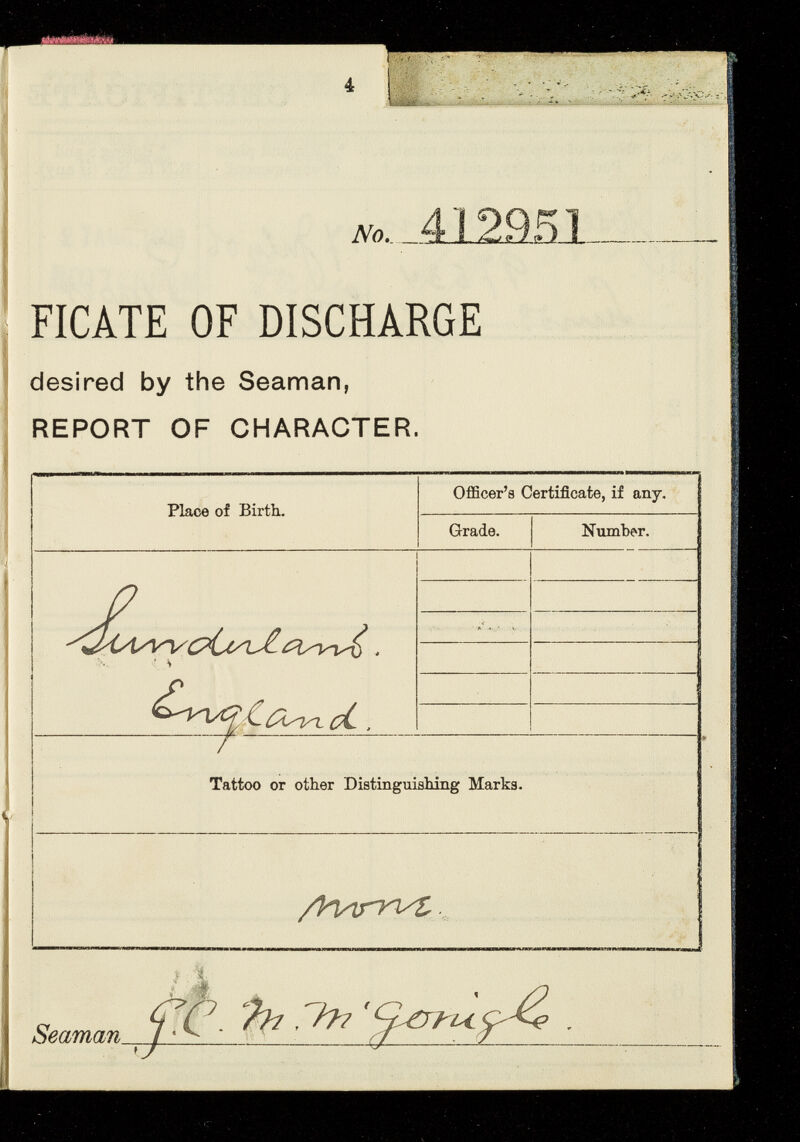 4
No. 412951
FICATE OF DISCHARGE
desired by the Seaman,
REPORT OF CHARACTER.
Place of Birth.
Officer's Certificate, if any.
Grade.
Number.
Sunderland.
England.
Tattoo or other Distinguishing Marks.
none.
Seaman G.C. M. M'Gonigle.